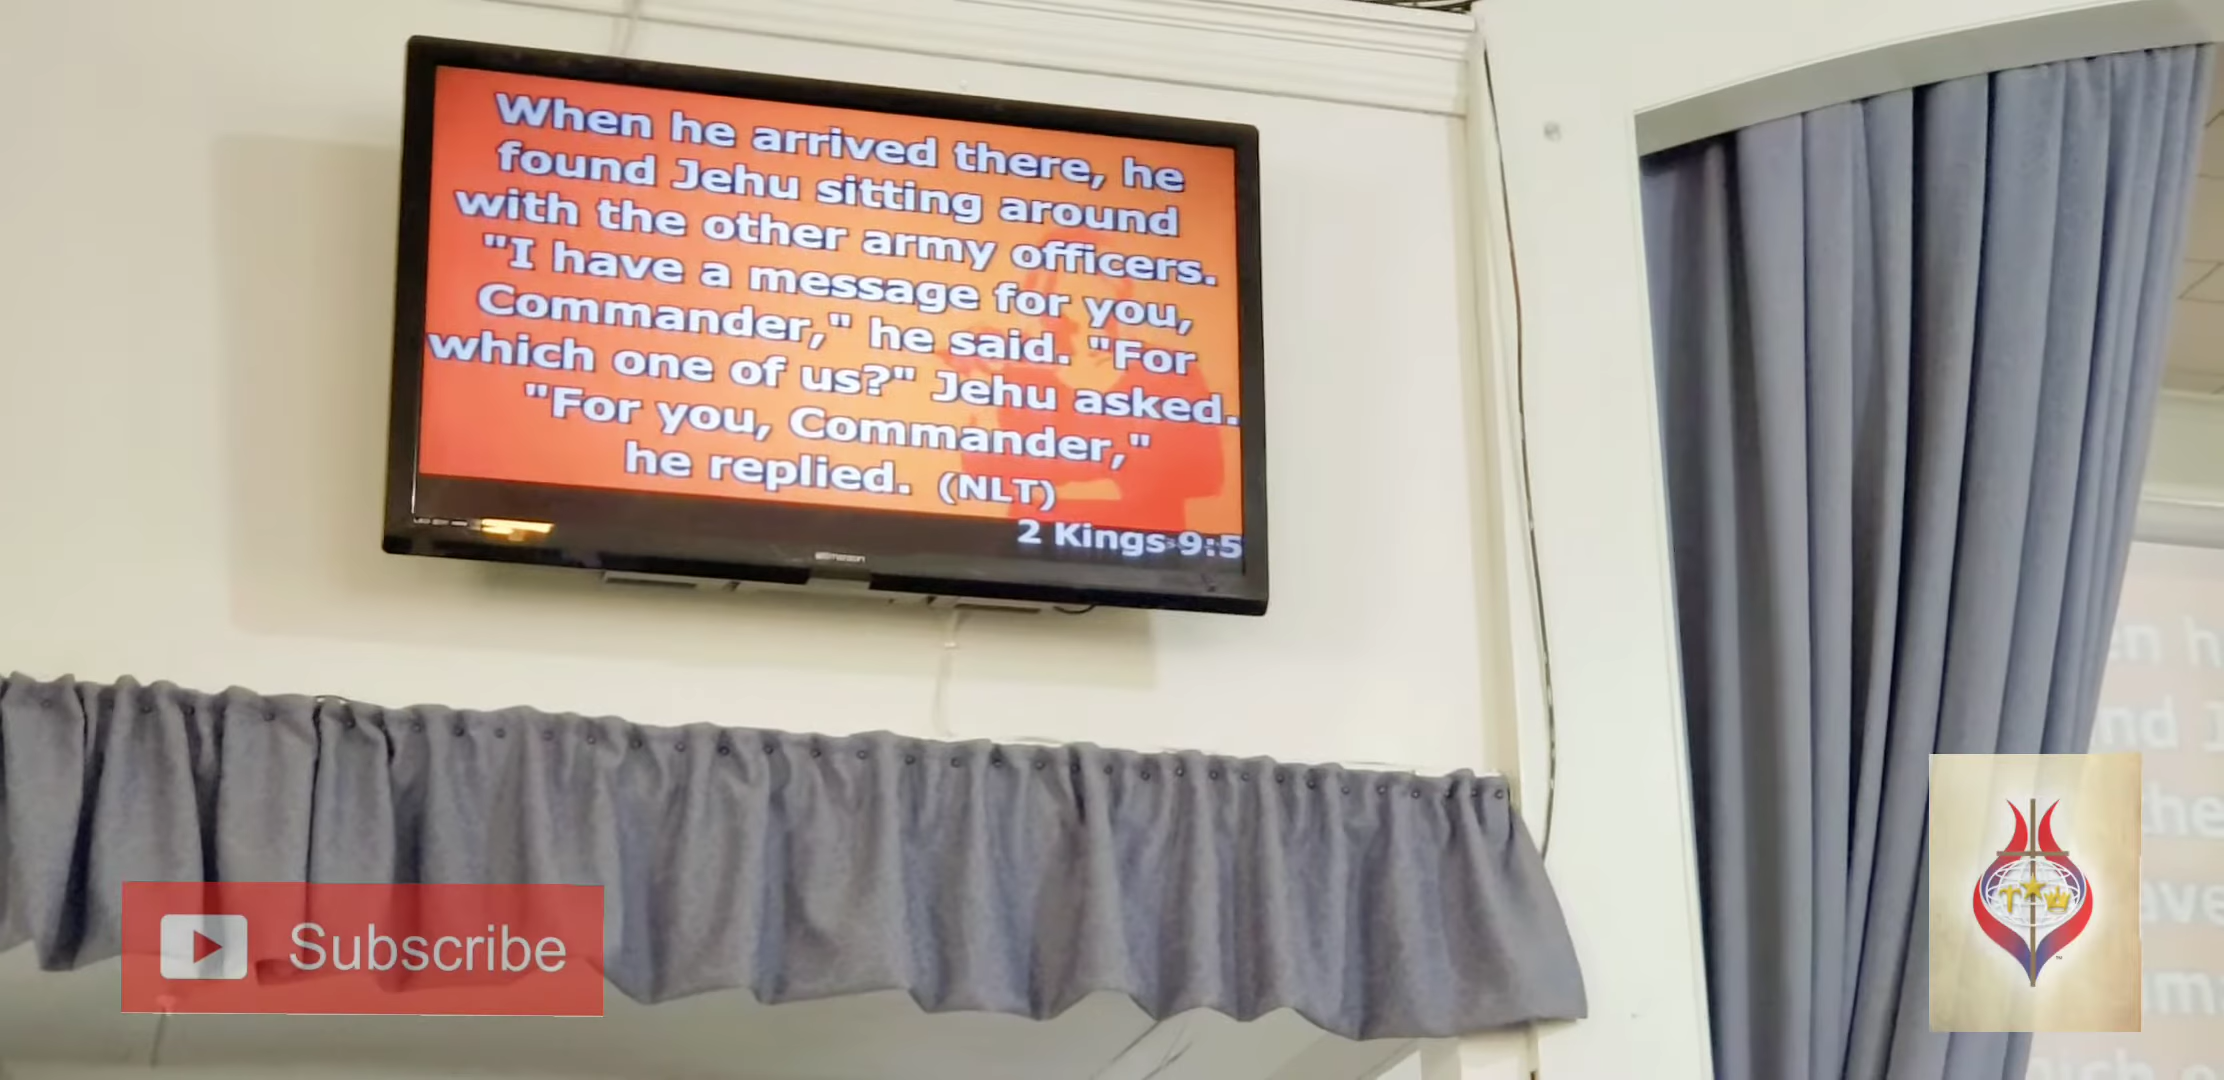 When he arrived there, he
found Jehu sitting around
with the other army officers.
"I have a message for you,
Commander," he said. "For
which one of us?" Jehu asked.
"For you, Commander,"
he replied. (NLT)
2 Kings 9:5
EMERSON
Subscribe
T W
TM